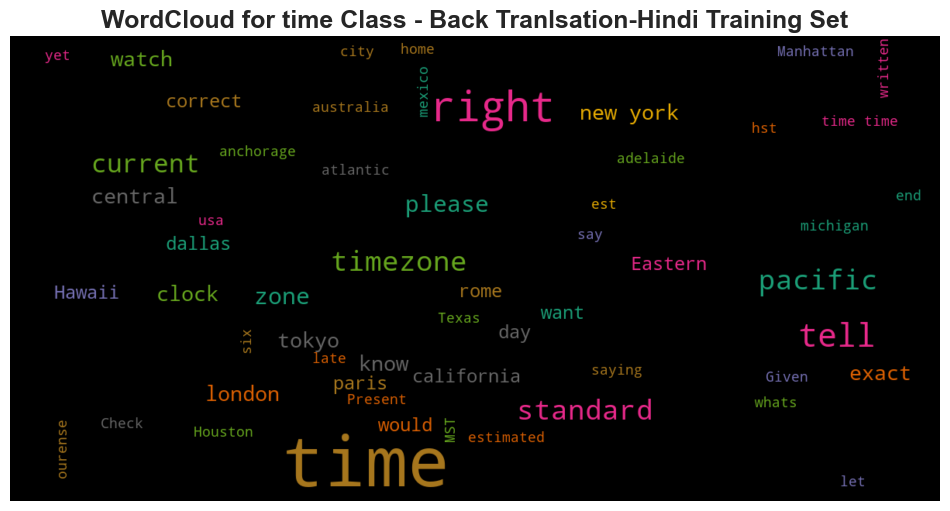 WordCloud for time Class - Back Tranlsation-Hindi Training Set
yet
watch
city
home
Manhattan
written
correct
australia
mexico
right
new york
hst
time time
current
anchorage
atlantic
adelaide
central
usa
please
est
end
dallas
say
michigan
timezone
Eastern
Hawaii
clock
zone
rome
pacific
Texas
want
six
tokyo
day
tell
late
know
california
saying
Given
exact
london
paris
Present
standard
whats
Check
Houston
would
MST
estimated
ourense
time
let